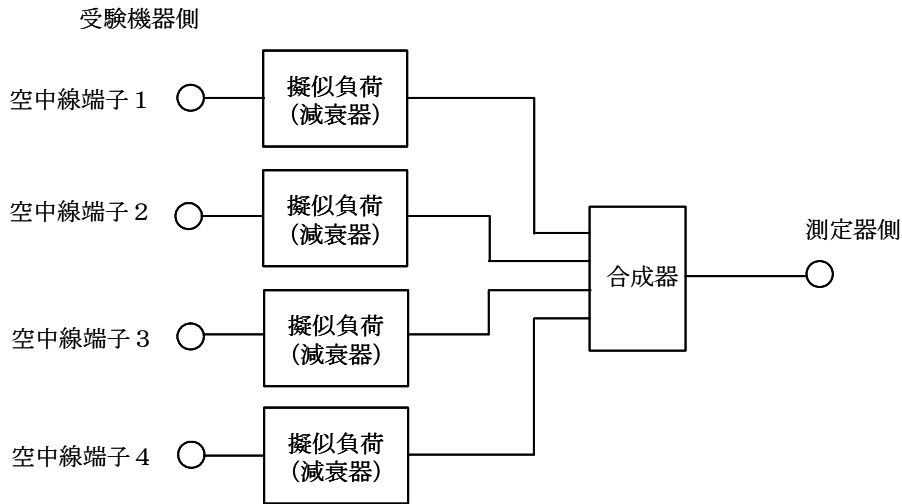 受験機器側
空中線端子1
擬似負荷
(減衰器)
空中線端子2
擬似負荷
(減衰器)
測定器側
合成器
空中線端子3
擬似負荷
(減衰器)
空中線端子4
擬似負荷
(減衰器)